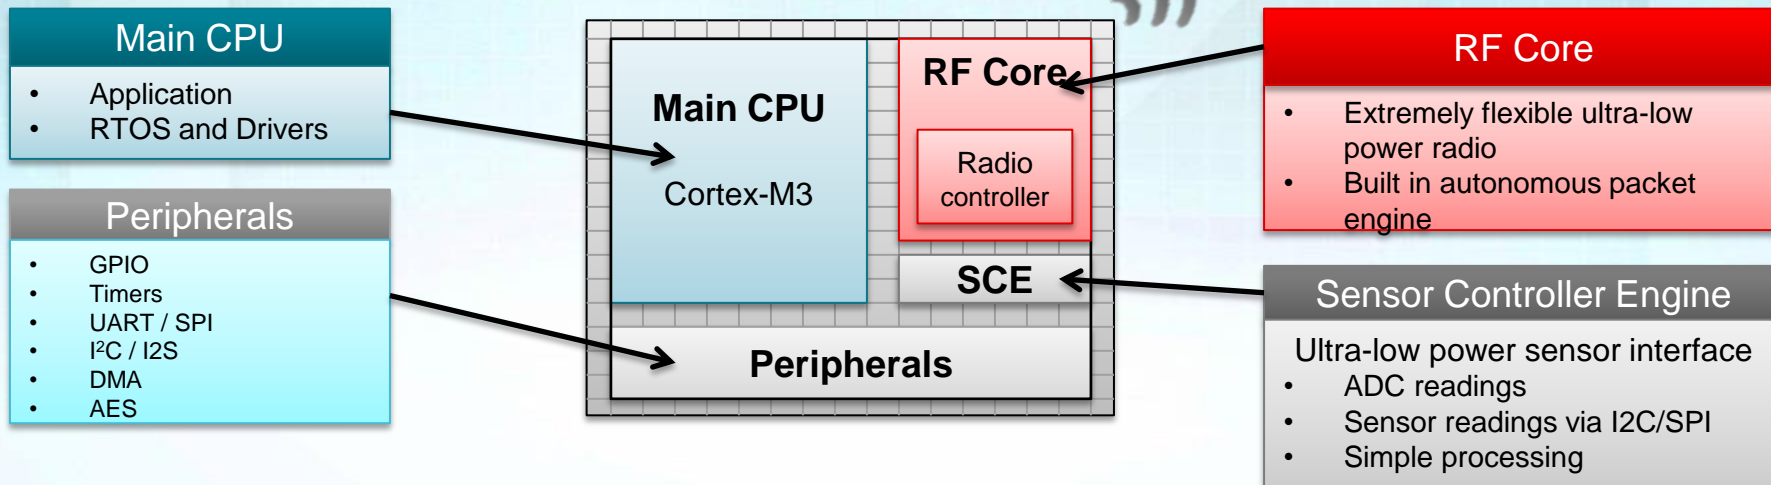 Main CPU
• Application
• RTOS and Drivers
Peripherals
• GPIO
• Timers
• UART / SPI
• I²C / I2S
• DMA
• AES
Main CPU
Cortex-M3
RF Core
Radio
controller
SCE
Peripherals
RF Core
• Extremely flexible ultra-low
power radio
• Built in autonomous packet
engine
Sensor Controller Engine
Ultra-low power sensor interface
• ADC readings
• Sensor readings via I2C/SPI
• Simple processing